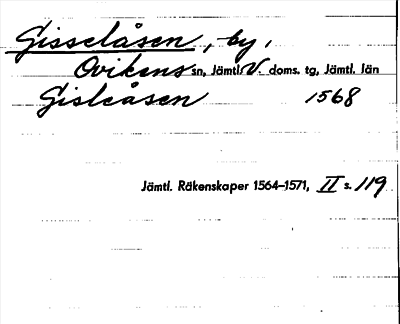 Gisselåsen, by,
Ovikens sn, Jämtl. V. doms. tg, Jämtl. län
Gisleåsen 1568
Jämtl. Räkenskaper 1564–1571, II s. 119